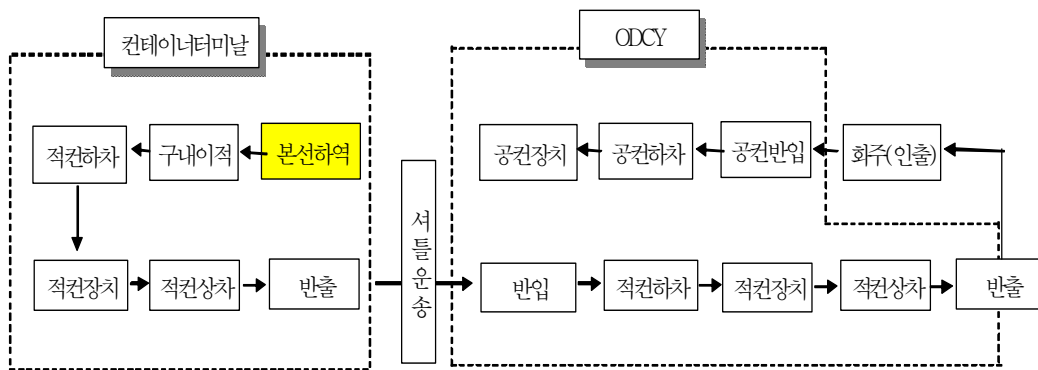 컨테이너터미날
ODCY
적컨하차
구내이적
본선하역
적컨장치
적컨상차
반출
셔틀운송
공컨장치
공컨하차
공컨반입
화주(인출)
반입
적컨하차
적컨장치
적컨상차
반출